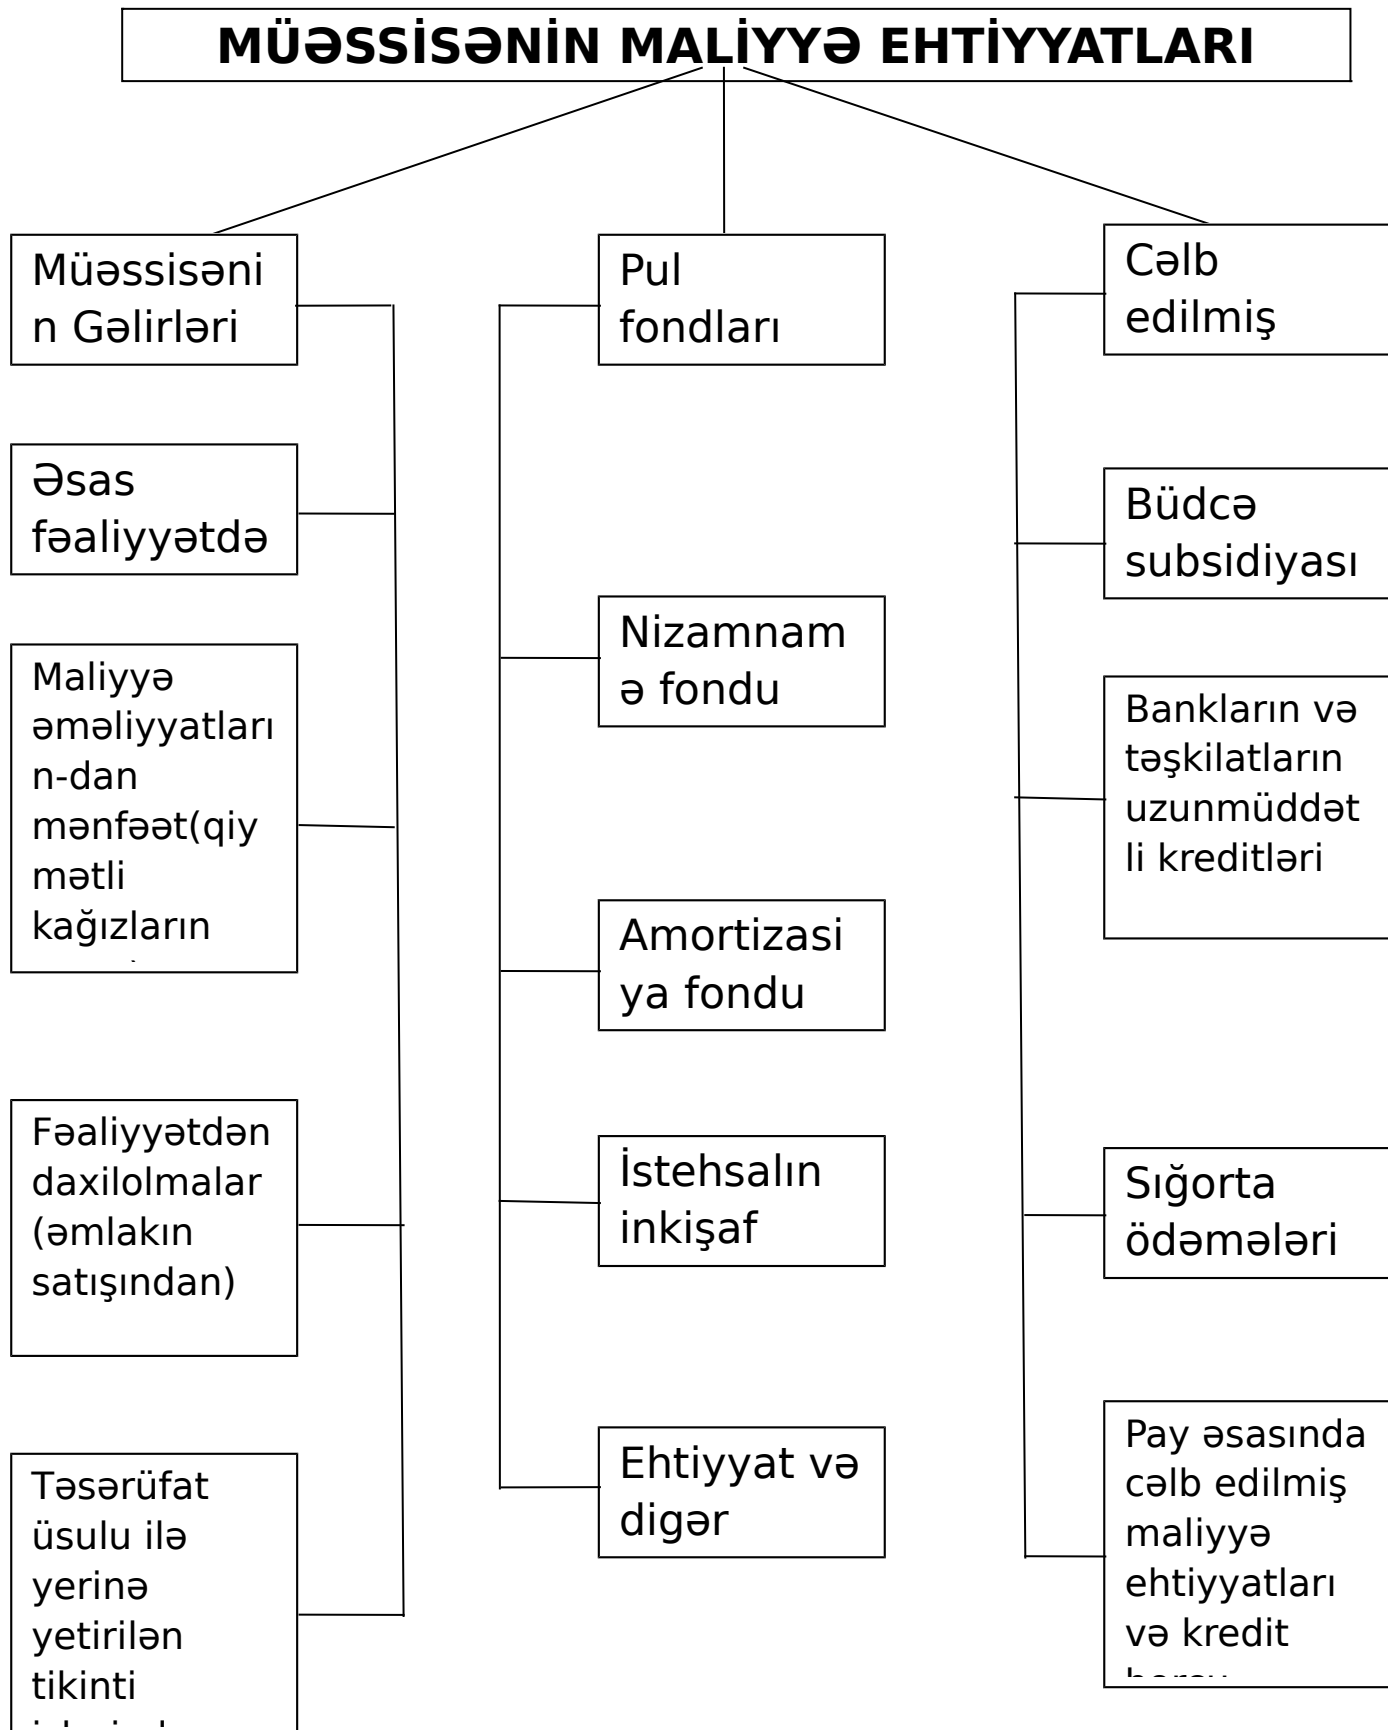 MÜƏSSİSƏNİN MALİYYƏ EHTİYYATLARI
Müəssisəni
n Gəlirləri
Əsas
fəaliyyətdə
Maliyyə
əməliyyatları
n-dan
mənfəət(qiy
mətli
kağızların
Fəaliyyətdən
daxilolmalar
(əmlakın
satışından)
Təsərüfat
üsulu ilə
yerinə
yetirilən
tikinti
Pul
fondları
Nizamnam
ə fondu
Amortizasi
ya fondu
İstehsalın
inkişaf
Ehtiyyat və
digər
Cəlb
edilmiş
Büdcə
subsidiyası
Bankların və
təşkilatların
uzunmüddət
li kreditləri
Sığorta
ödəmələri
Pay əsasında
cəlb edilmiş
maliyyə
ehtiyyatları
və kredit